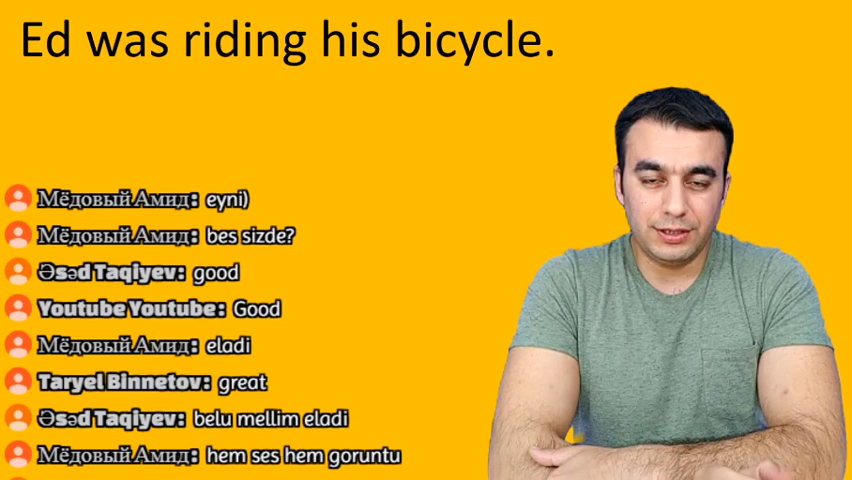 Ed was riding his bicycle.
Мёдовый Амид: eyni)
Мёдовый Амид: bes sizde?
Əsəd Taqiyev: good
Youtube Youtube: Good
Мёдовый Амид: eladi
Taryel Binnetov: great
Əsəd Taqiyev: belu mellim eladi
Мёдовый Амид: hem ses hem goruntu